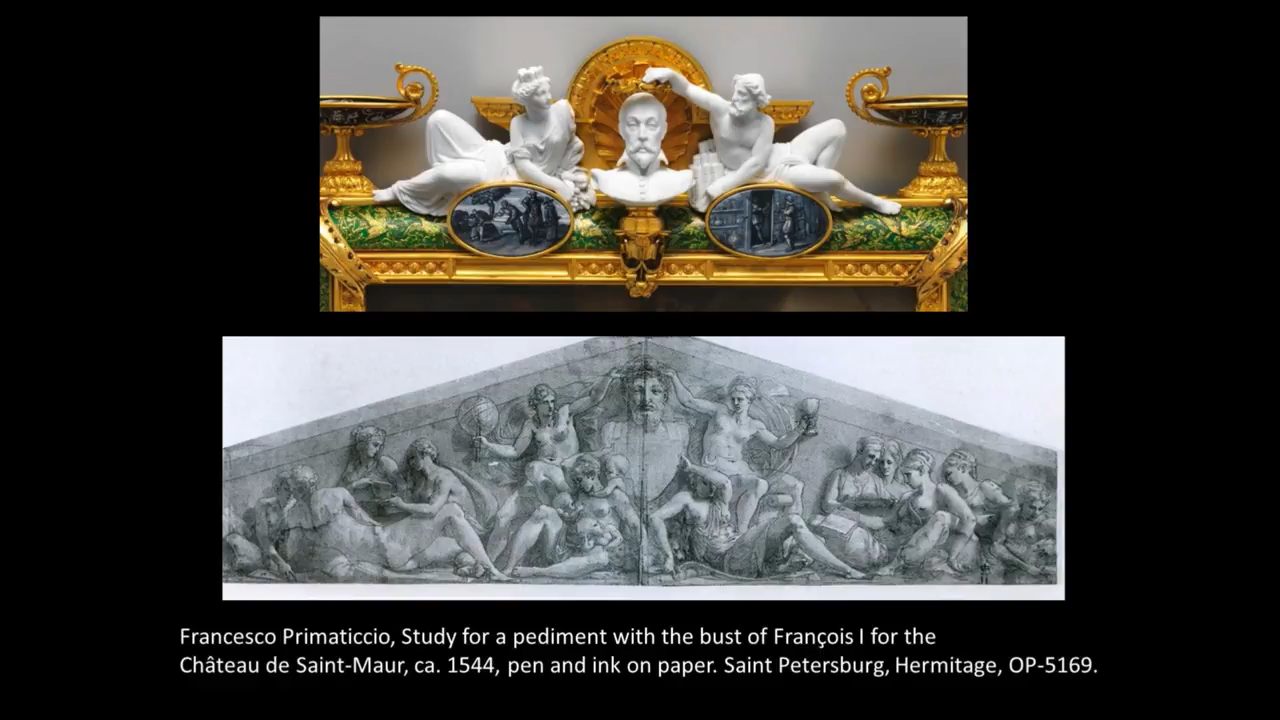 Francesco Primaticcio, Study for a pediment with the bust of François I for the
Château de Saint-Maur, ca. 1544, pen and ink on paper. Saint Petersburg, Hermitage, OP-5169.